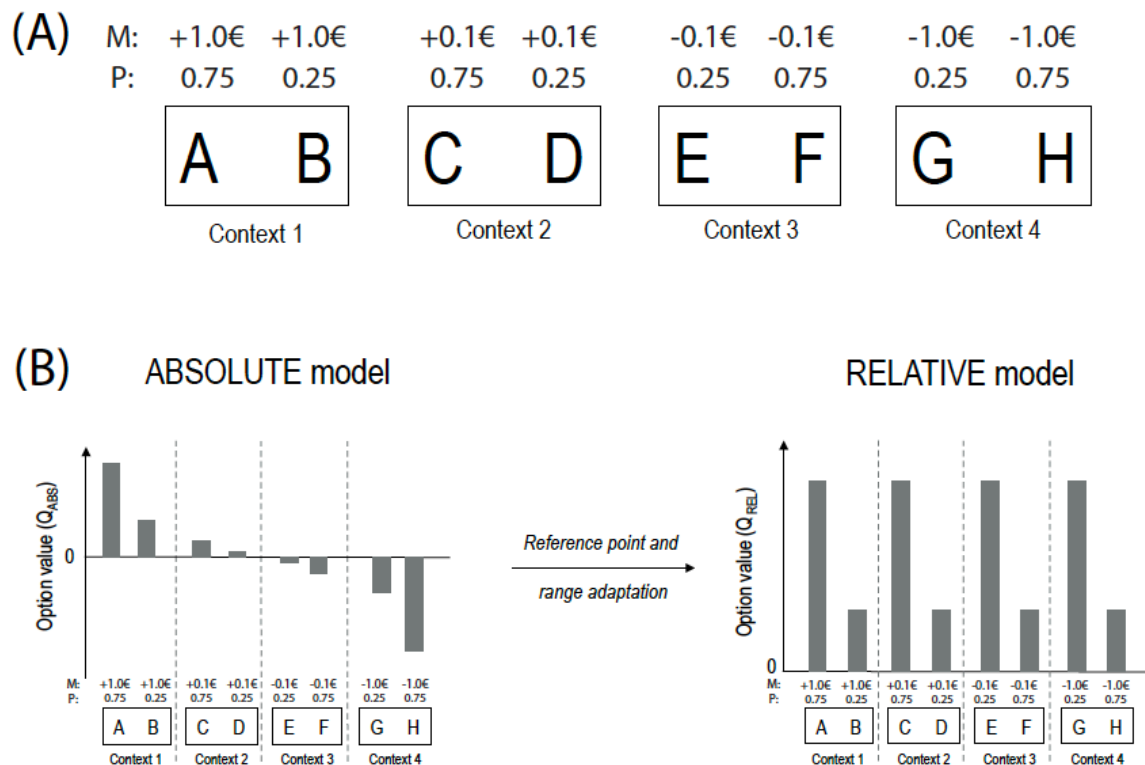 (A) M: +1.0€ +1.0€ +0.1€ +0.1€ -0.1€ -0.1€ -1.0€ -1.0€
P: 0.75 0.25 0.75 0.25 0.25 0.75 0.25 0.75
A B C D E F G H
Context 1 Context 2 Context 3 Context 4
(B) ABSOLUTE model RELATIVE model
Option value (QABS)
0
Reference point and
range adaptation
Option value (QREL)
0
M: +1.0€ +1.0€ +0.1€ +0.1€ -0.1€ -0.1€ -1.0€ -1.0€
P: 0.75 0.25 0.75 0.25 0.25 0.75 0.25 0.75
A B C D E F G H
Context 1 Context 2 Context 3 Context 4
M: +1.0€ +1.0€ +0.1€ +0.1€ -0.1€ -0.1€ -1.0€ -1.0€
P: 0.75 0.25 0.75 0.25 0.25 0.75 0.25 0.75
A B C D E F G H
Context 1 Context 2 Context 3 Context 4